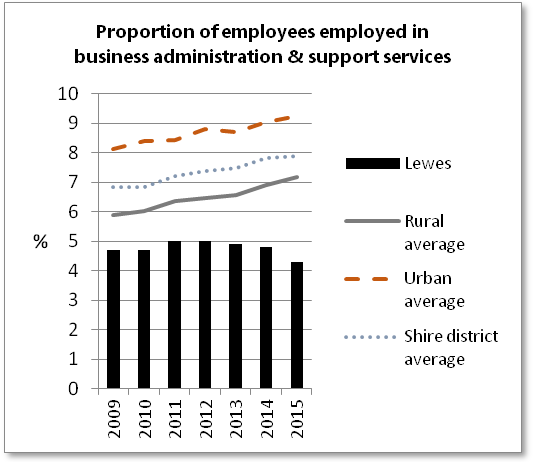 Proportion of employees employed in
business administration & support services
10
9
8
7
6
5
4
3
2
1
0
%
2009
2010
2011
2012
2013
2014
2015
Lewes
Rural
average
Urban
average
Shire district
average